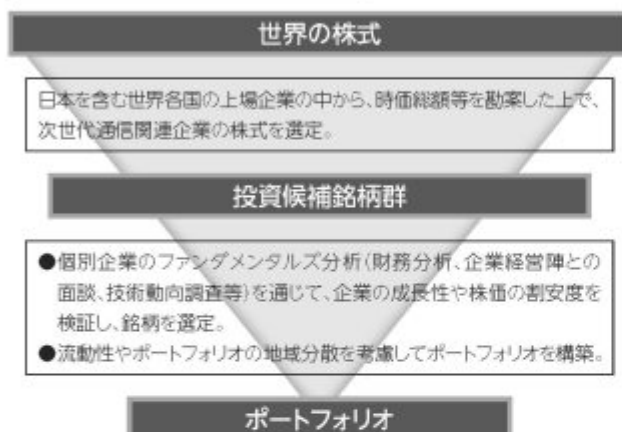 世界の株式
日本を含む世界各国の上場企業の中から、時価総額等を勘案した上で、
次世代通信関連企業の株式を選定。
投資候補銘柄群
●個別企業のファンダメンタルズ分析(財務分析、企業経営陣との
面談、技術動向調査等)を通じて、企業の成長性や株価の割安度を
検証し、銘柄を選定。
●流動性やポートフォリオの地域分散を考慮してポートフォリオを構築。
ポートフォリオ